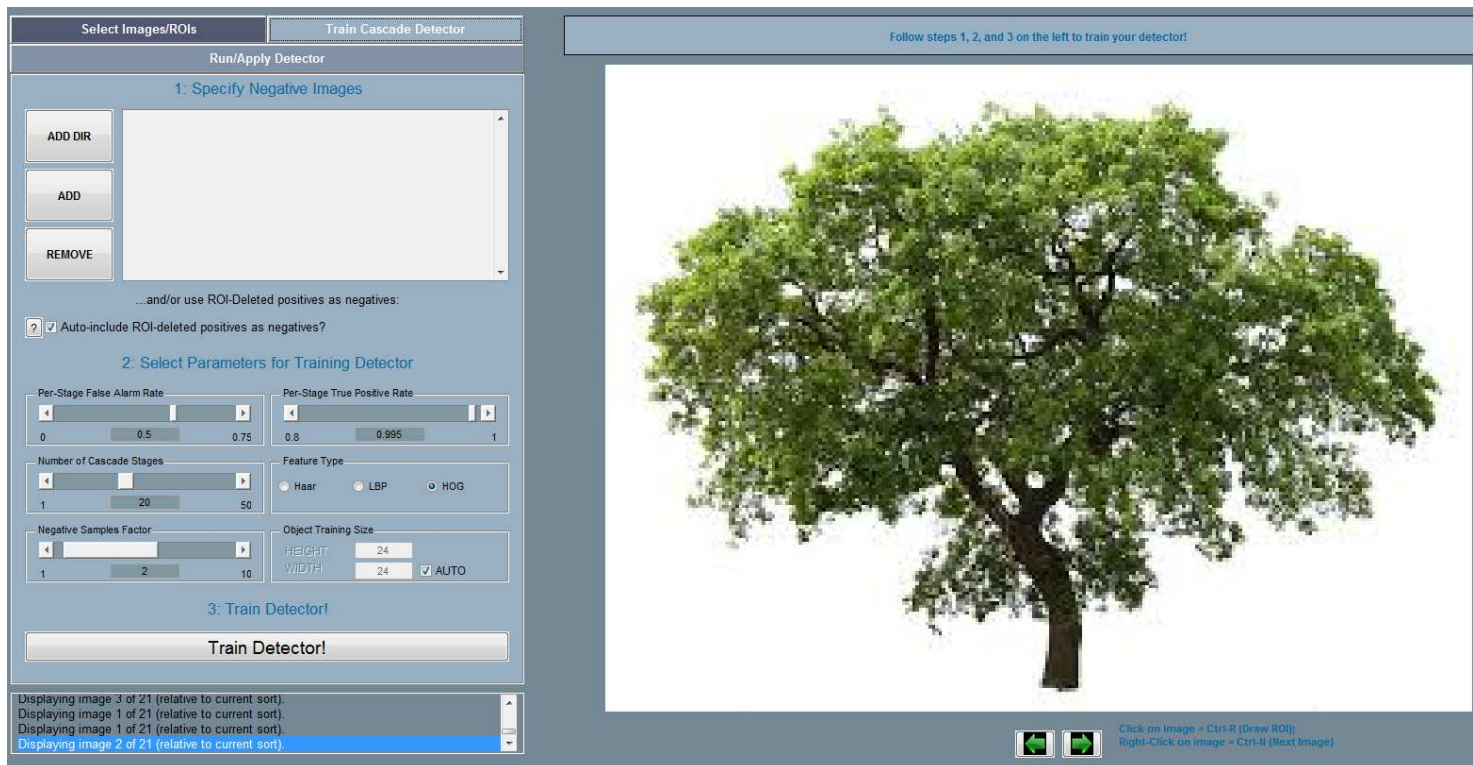 Select Images/ROIs
Train Cascade Detector
Run/Apply Detector
Follow steps 1, 2, and 3 on the left to train your detector!
1: Specify Negative Images
ADD DIR
ADD
REMOVE
...and/or use ROI-Deleted positives as negatives:
? Auto-include ROI-deleted positives as negatives?
2: Select Parameters for Training Detector
Per-Stage False Alarm Rate
0 0.5 0.75
Per-Stage True Positive Rate
0.8 0.995 1
Number of Cascade Stages
1 20 50
Feature Type
Haar LBP HOG
Negative Samples Factor
1 2 10
Object Training Size
HEIGHT 24
WIDTH 24 AUTO
3: Train Detector!
Train Detector!
Displaying image 3 of 21 (relative to current sort).
Displaying image 1 of 21 (relative to current sort).
Displaying image 1 of 21 (relative to current sort).
Displaying image 2 of 21 (relative to current sort).
Click on image = Ctrl-R (Draw ROI);
Right-Click on image = Ctrl-N (Next Image)